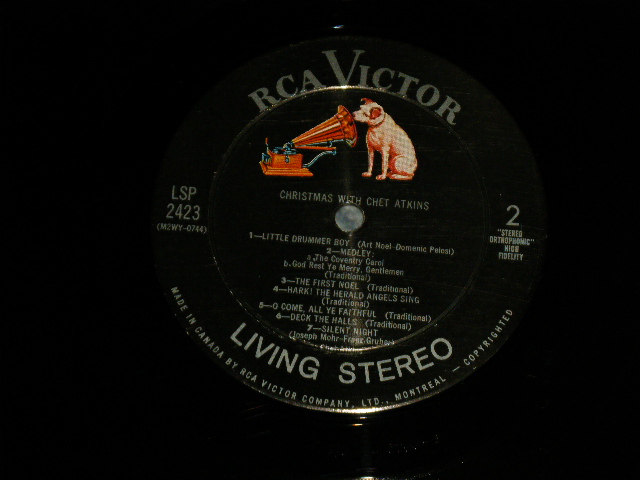 RCA VICTOR
CHRISTMAS WITH CHET ATKINS
LSP
2423
(M2WY-0744)
2
"STEREO
ORTHOPHONIC"
HIGH
FIDELITY
1—LITTLE DRUMMER BOY (Art Noel-Domenic Pelosi)
2—MEDLEY:
a. The Coventry Carol
b. God Rest Ye Merry, Gentlemen
(Traditional)
3—THE FIRST NOEL (Traditional)
4—HARK! THE HERALD ANGELS SING
(Traditional)
5—O COME, ALL YE FAITHFUL (Traditional)
6—DECK THE HALLS (Traditional)
7—SILENT NIGHT
(Joseph Mohr-Franz Gruber)
LIVING STEREO
MADE IN CANADA BY RCA VICTOR COMPANY, LTD., MONTREAL — COPYRIGHTED